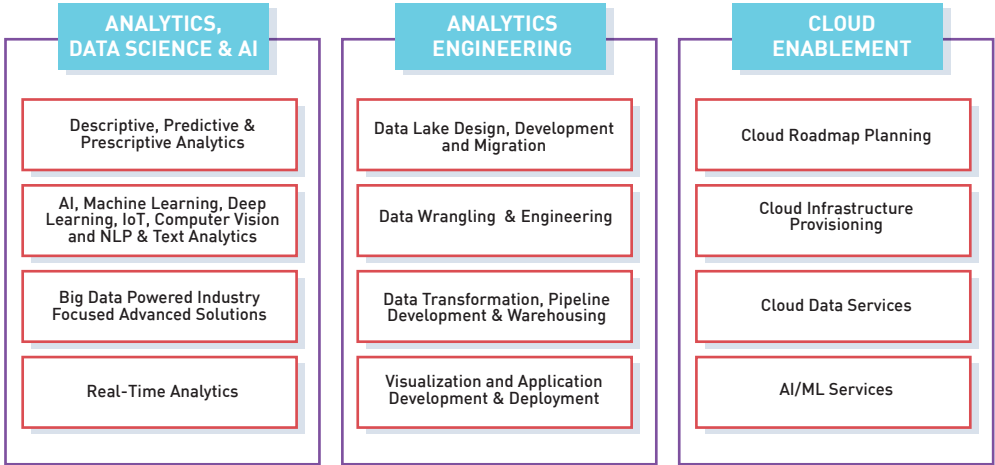 ANALYTICS,
DATA SCIENCE & AI
Descriptive, Predictive &
Prescriptive Analytics
AI, Machine Learning, Deep
Learning, IoT, Computer Vision
and NLP & Text Analytics
Big Data Powered Industry
Focused Advanced Solutions
Real-Time Analytics
ANALYTICS
ENGINEERING
Data Lake Design, Development
and Migration
Data Wrangling & Engineering
Data Transformation, Pipeline
Development & Warehousing
Visualization and Application
Development & Deployment
CLOUD
ENABLEMENT
Cloud Roadmap Planning
Cloud Infrastructure
Provisioning
Cloud Data Services
AI/ML Services